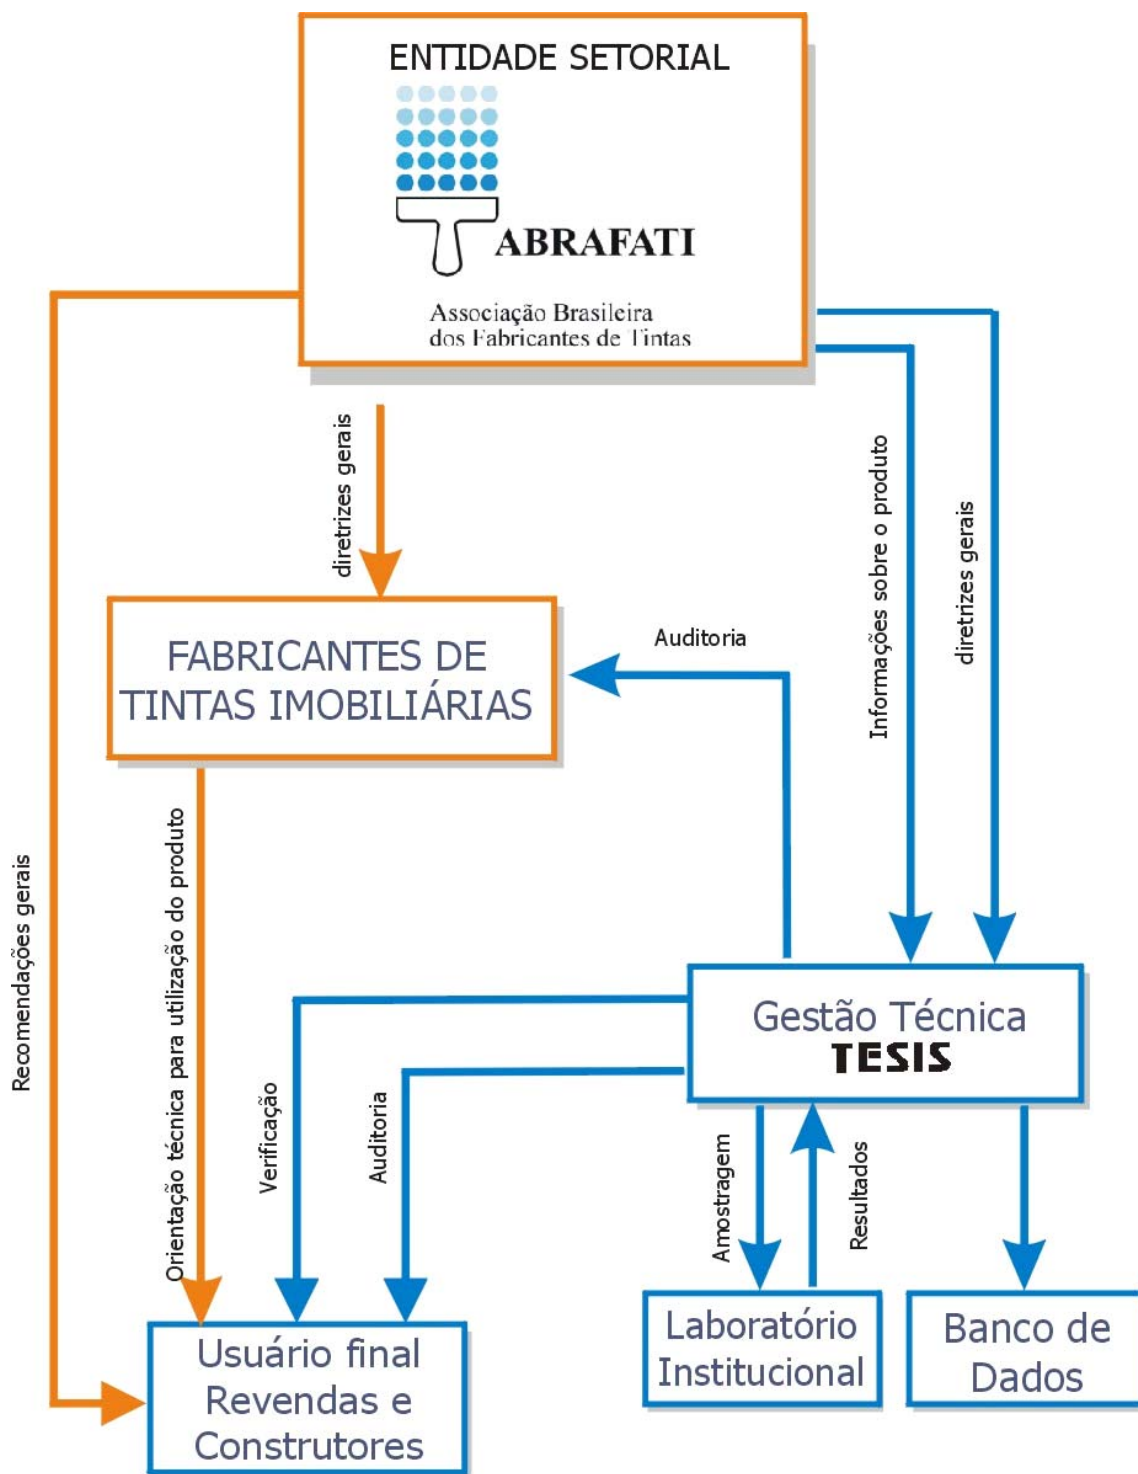 ENTIDADE SETORIAL
ABRAFATI
Associação Brasileira
dos Fabricantes de Tintas
diretrizes gerais
Informações sobre o produto
diretrizes gerais
FABRICANTES DE
TINTAS IMOBILIÁRIAS
Auditoria
Recomendações gerais
Orientação técnica para utilização do produto
Gestão Técnica
TESIS
Verificação
Auditoria
Amostragem
Resultados
Usuário final
Revendas e
Construtores
Laboratório
Institucional
Banco de
Dados